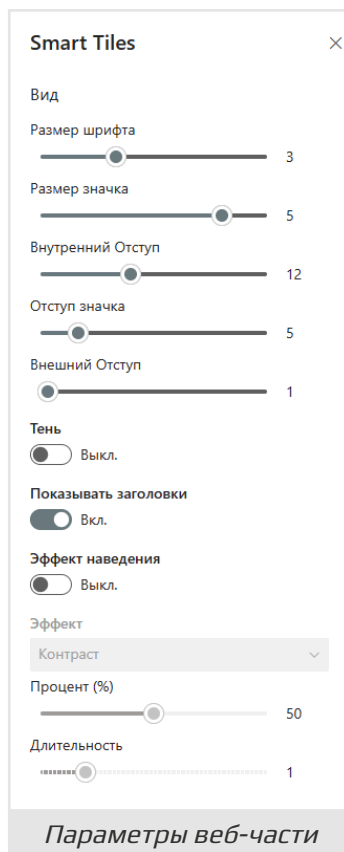 Smart Tiles
Вид
Размер шрифта
3
Размер значка
5
Внутренний Отступ
12
Отступ значка
5
Внешний Отступ
1
Тень
Выкл.
Показывать заголовки
Вкл.
Эффект наведения
Выкл.
Эффект
Контраст
Процент (%)
50
Длительность
1
Параметры веб-части